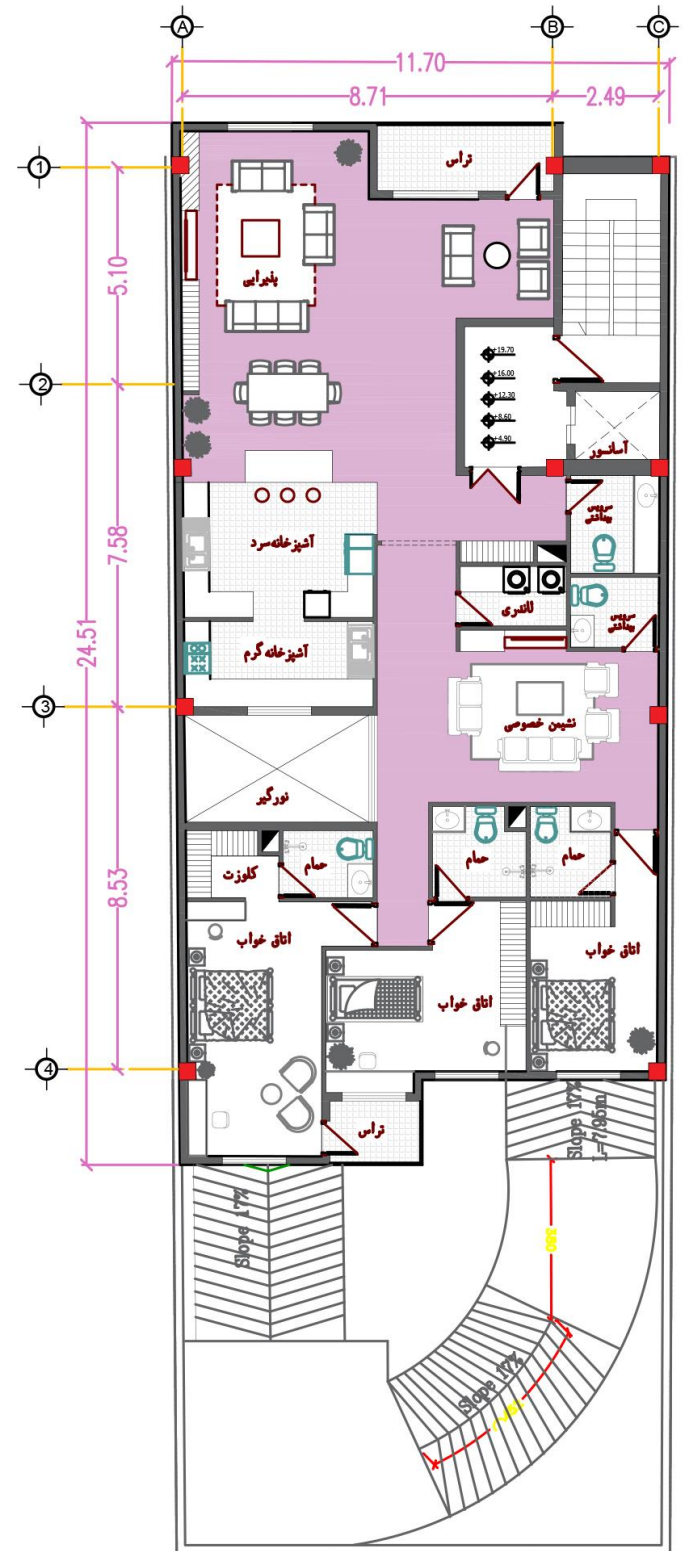 A
B
C
11.70
8.71
2.49
1
تراس
5.10
پذیرایی
+19.70
+16.00
2
+12.30
+8.60
+4.90
آسانسور
سرویس
بهداشتی
آشپزخانه سرد
7.58
لاندری
سرویس
بهداشتی
24.51
آشپزخانه گرم
3
نشیمن خصوصی
نورگیر
حمام
حمام
حمام
کلوزت
8.53
اتاق خواب
اتاق خواب
اتاق خواب
4
تراس
Slope 17%
L=7/95m
Slope 17%
360
Slope 17%